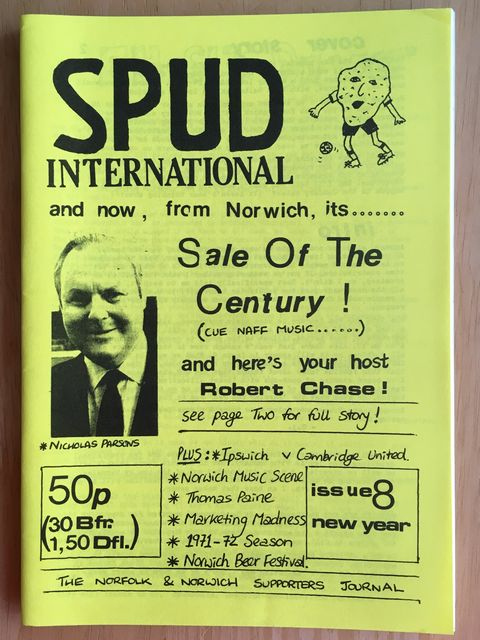 SPUD
INTERNATIONAL
and now, from Norwich, its.......
Sale Of The
Century !
(CUE NAFF MUSIC......)
and here's your host
Robert Chase !
see page Two for full story!
* NICHOLAS PARSONS
PLUS: * Ipswich v Cambridge United.
* Norwich Music Scene
* Thomas Paine
* Marketing Madness
* 1971-72 Season
* Norwich Beer Festival.
50p
(30 Bfr.
1,50 Dfl.)
issue 8
new year
THE NORFOLK & NORWICH SUPPORTERS JOURNAL